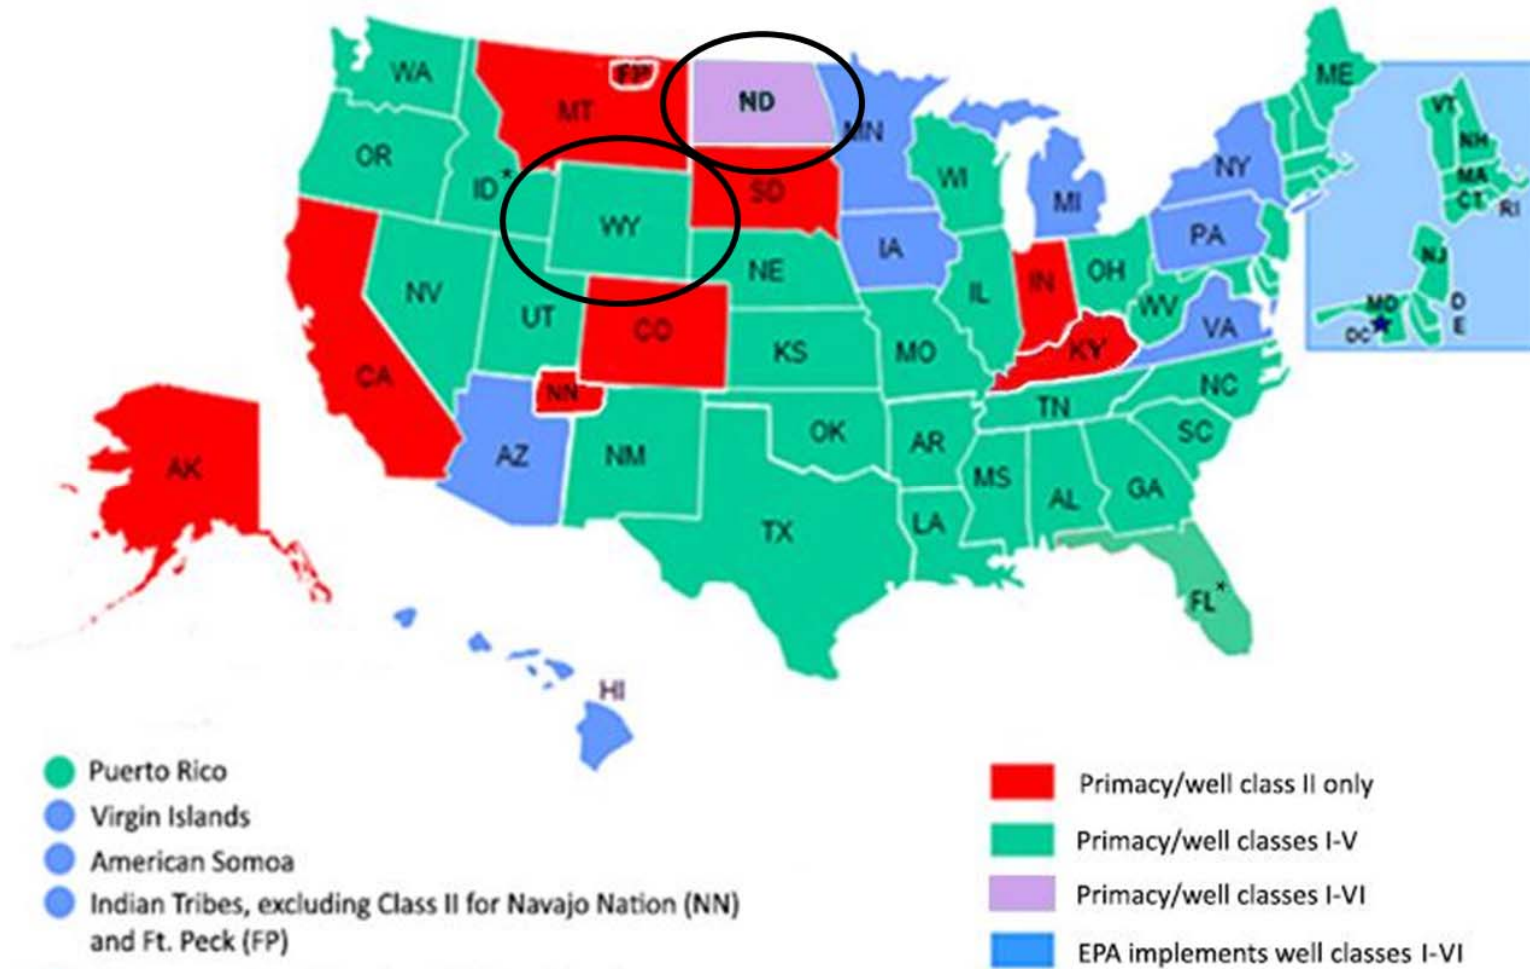 WA
ME
FP
VT
ND
MT
MN
NH
OR
NY
WI
MA
ID*
SD
CT
MI
RI
WY
PA
IA
NJ
NE
OH
IN
NV
IL
MD
D
WV
UT
VA
E
CO
DC
KS
MO
KY
CA
NC
NN
TN
OK
SC
AR
AZ
NM
AK
MS
GA
AL
LA
TX
FL*
HI
Puerto Rico
Virgin Islands
American Somoa
Indian Tribes, excluding Class II for Navajo Nation (NN)
and Ft. Peck (FP)
Primacy/well class II only
Primacy/well classes I-V
Primacy/well classes I-VI
EPA implements well classes I-VI